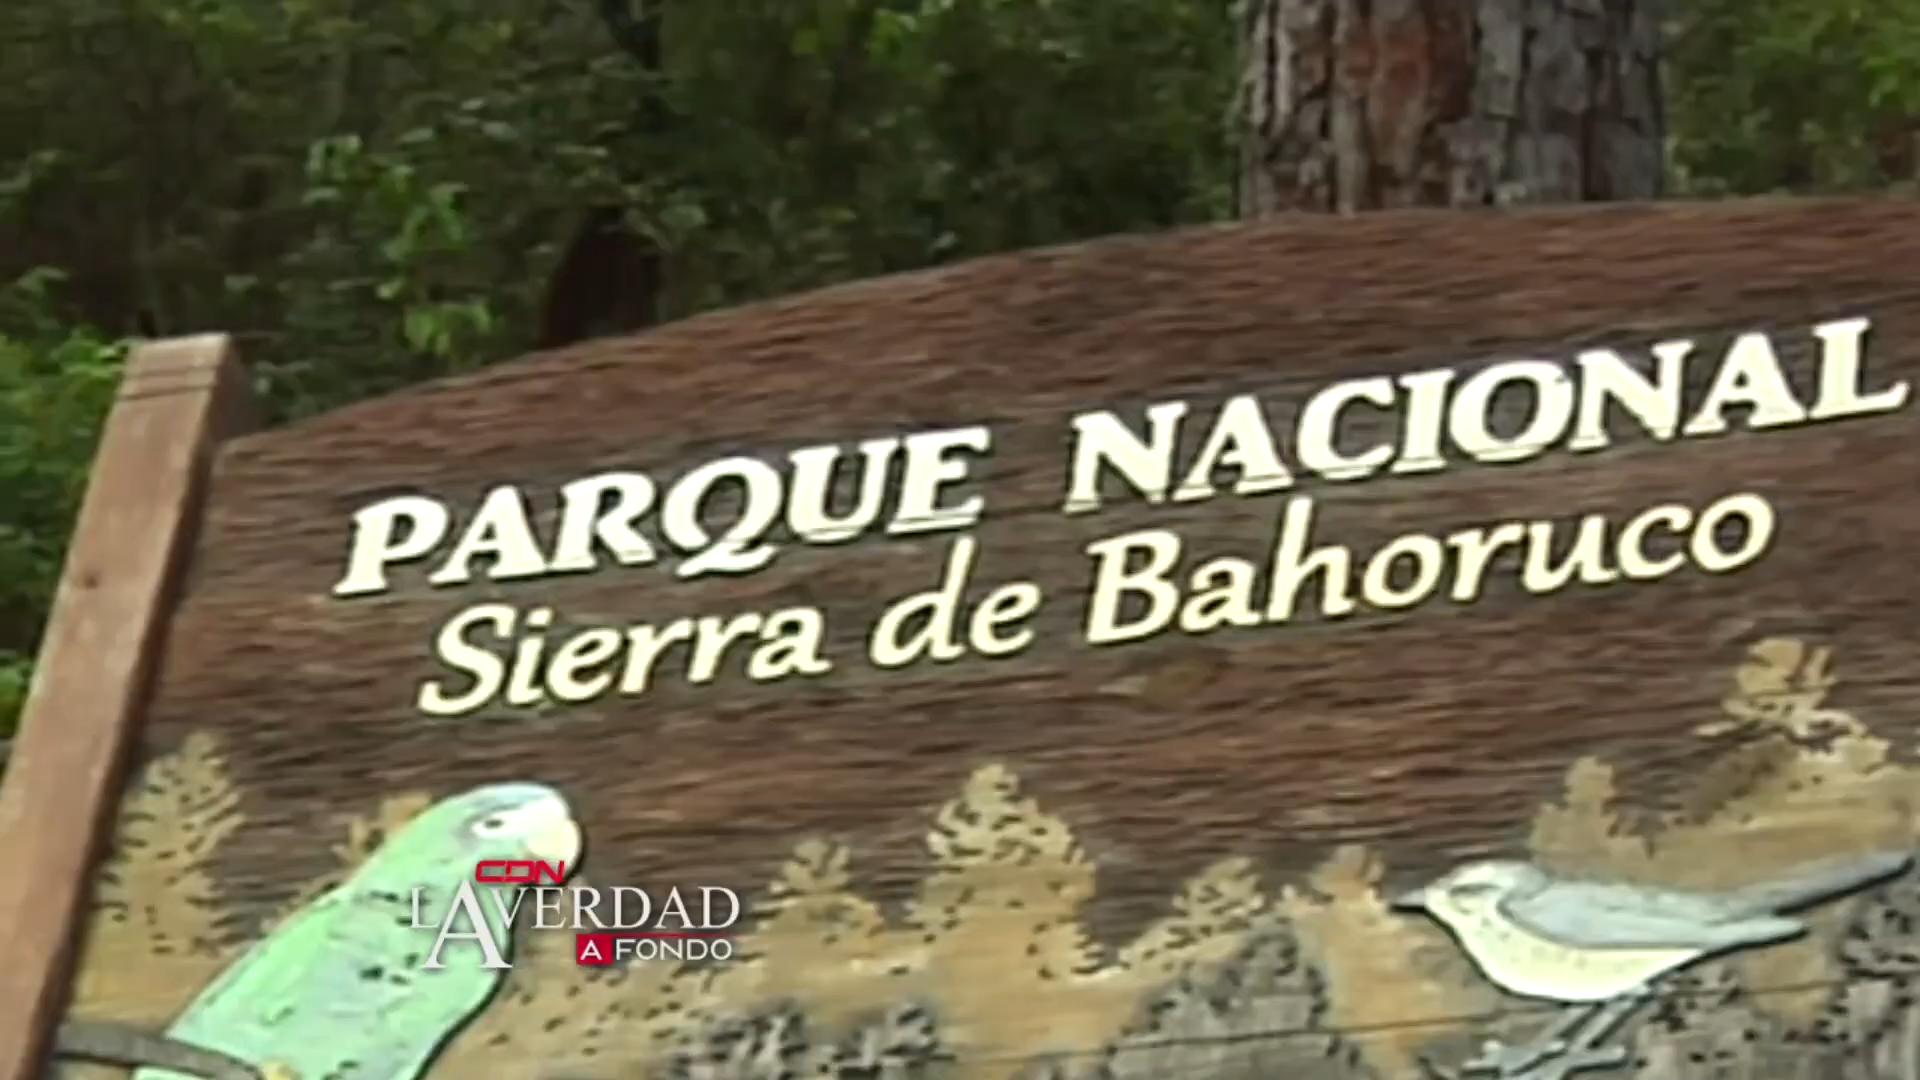 PARQUE NACIONAL
Sierra de Bahoruco
CDN
LA VERDAD
A FONDO